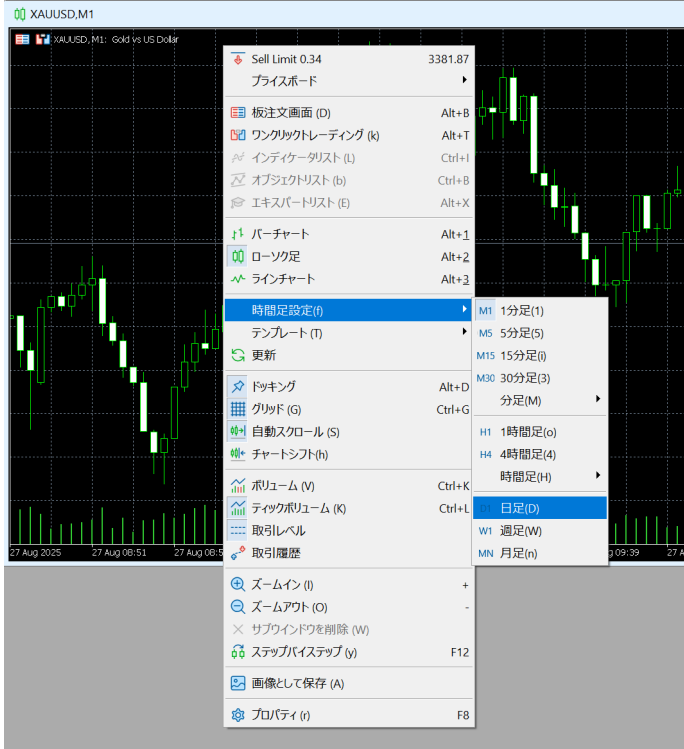 XAUUSD,M1
XAUUSD, M1: Gold vs US Dollar
Sell Limit 0.34 3381.87
プライスボード
板注文画面 (D) Alt+B
ワンクリックトレーディング (k) Alt+T
インディケータリスト (L) Ctrl+I
オブジェクトリスト (b) Ctrl+B
エキスパートリスト (E) Alt+X
バーチャート Alt+1
ローソク足 Alt+2
ラインチャート Alt+3
時間足設定(f)
テンプレート (T)
更新
ドッキング Alt+D
グリッド (G) Ctrl+G
自動スクロール (S)
チャートシフト(h)
ボリューム (V) Ctrl+K
ティックボリューム (K) Ctrl+L
取引レベル
取引履歴
ズームイン (I) +
ズームアウト (O) -
サブウインドウを削除 (W)
ステップバイステップ (y) F12
画像として保存 (A)
プロパティ (r) F8
M1 1分足(1)
M5 5分足(5)
M15 15分足(i)
M30 30分足(3)
分足(M)
H1 1時間足(o)
H4 4時間足(4)
時間足(H)
D1 日足(D)
W1 週足(W)
MN 月足(n)
27 Aug 2025 27 Aug 08:51 27 Aug 08:5 g 09:39 27 A